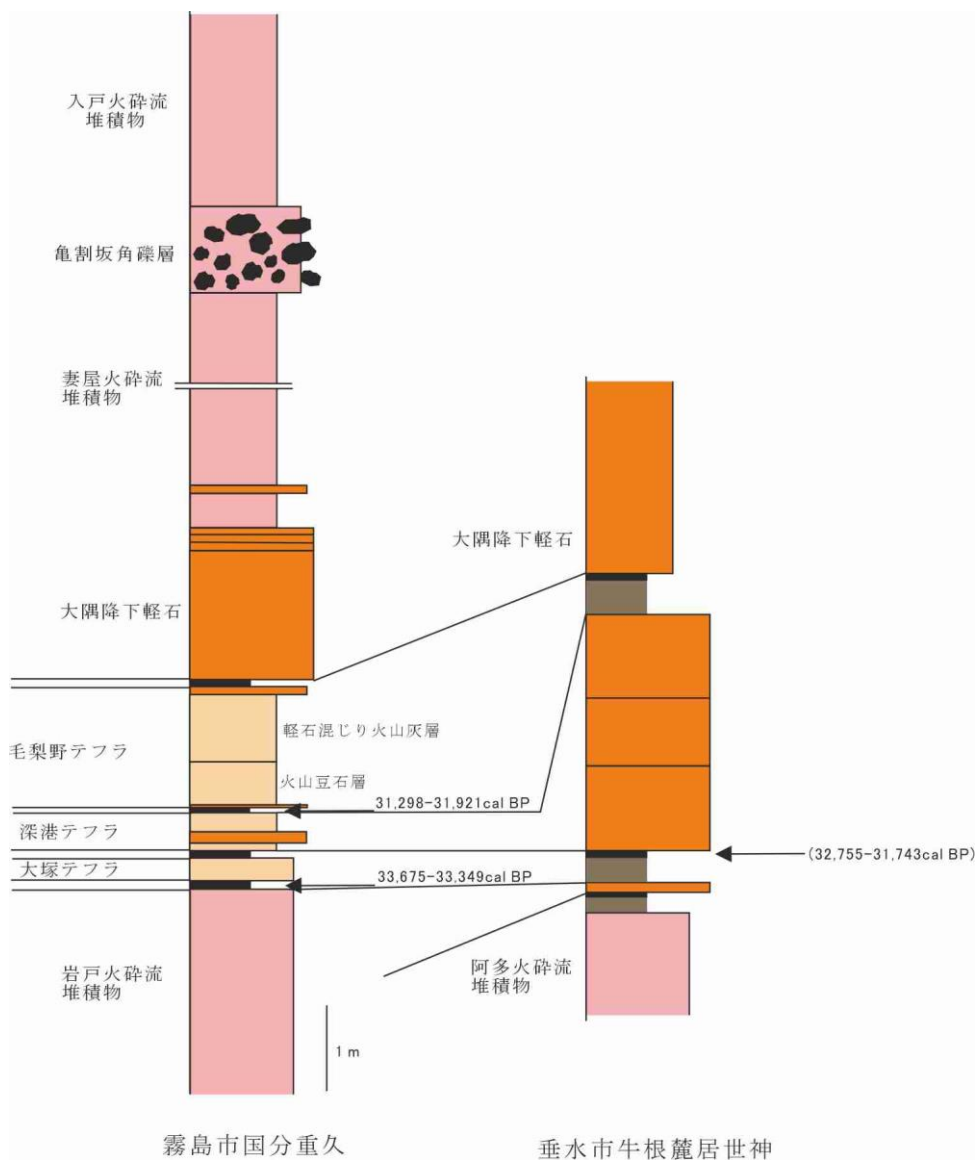 入戸火砕流
堆積物
亀割坂角礫層
妻屋火砕流
堆積物
大隅降下軽石
大隅降下軽石
軽石混じり火山灰層
毛梨野テフラ
火山豆石層
31,298-31,921cal BP
深港テフラ
(32,755-31,743cal BP)
大塚テフラ
33,675-33,349cal BP
岩戸火砕流
堆積物
阿多火砕流
堆積物
1 m
霧島市国分重久
垂水市牛根麓居世神